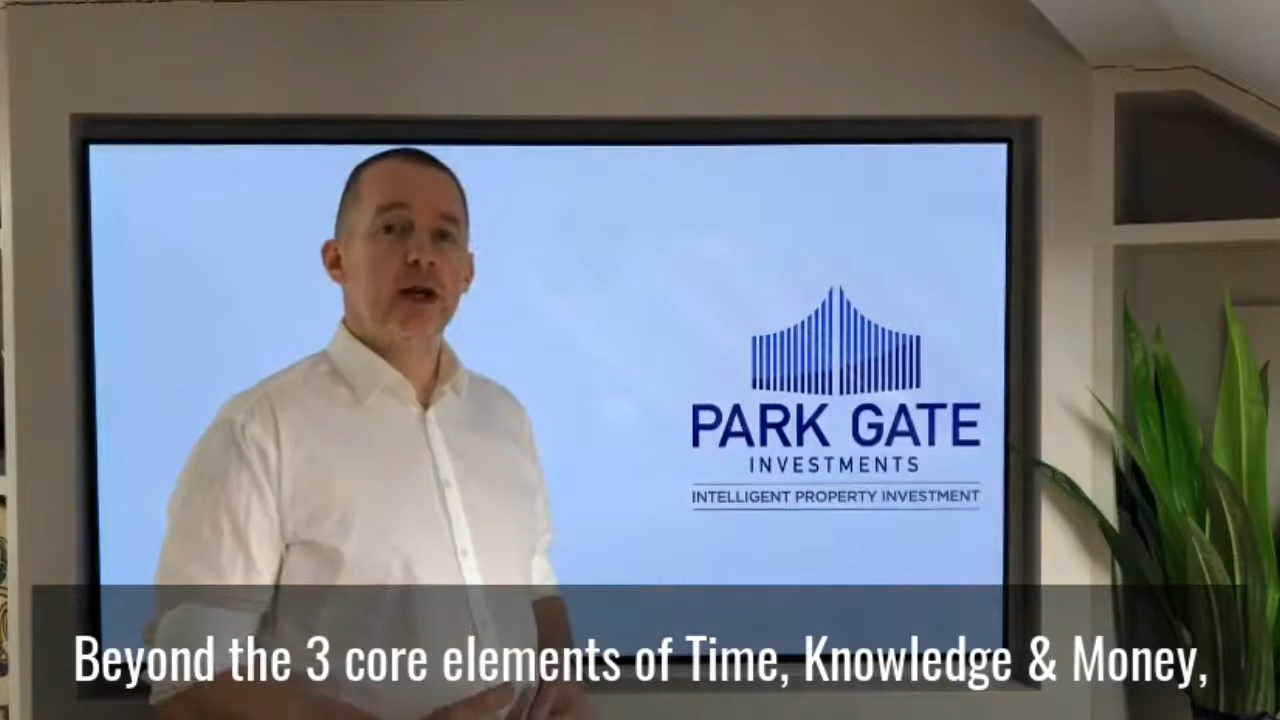 PARK GATE
INVESTMENTS
INTELLIGENT PROPERTY INVESTMENT
Beyond the 3 core elements of Time, Knowledge & Money,